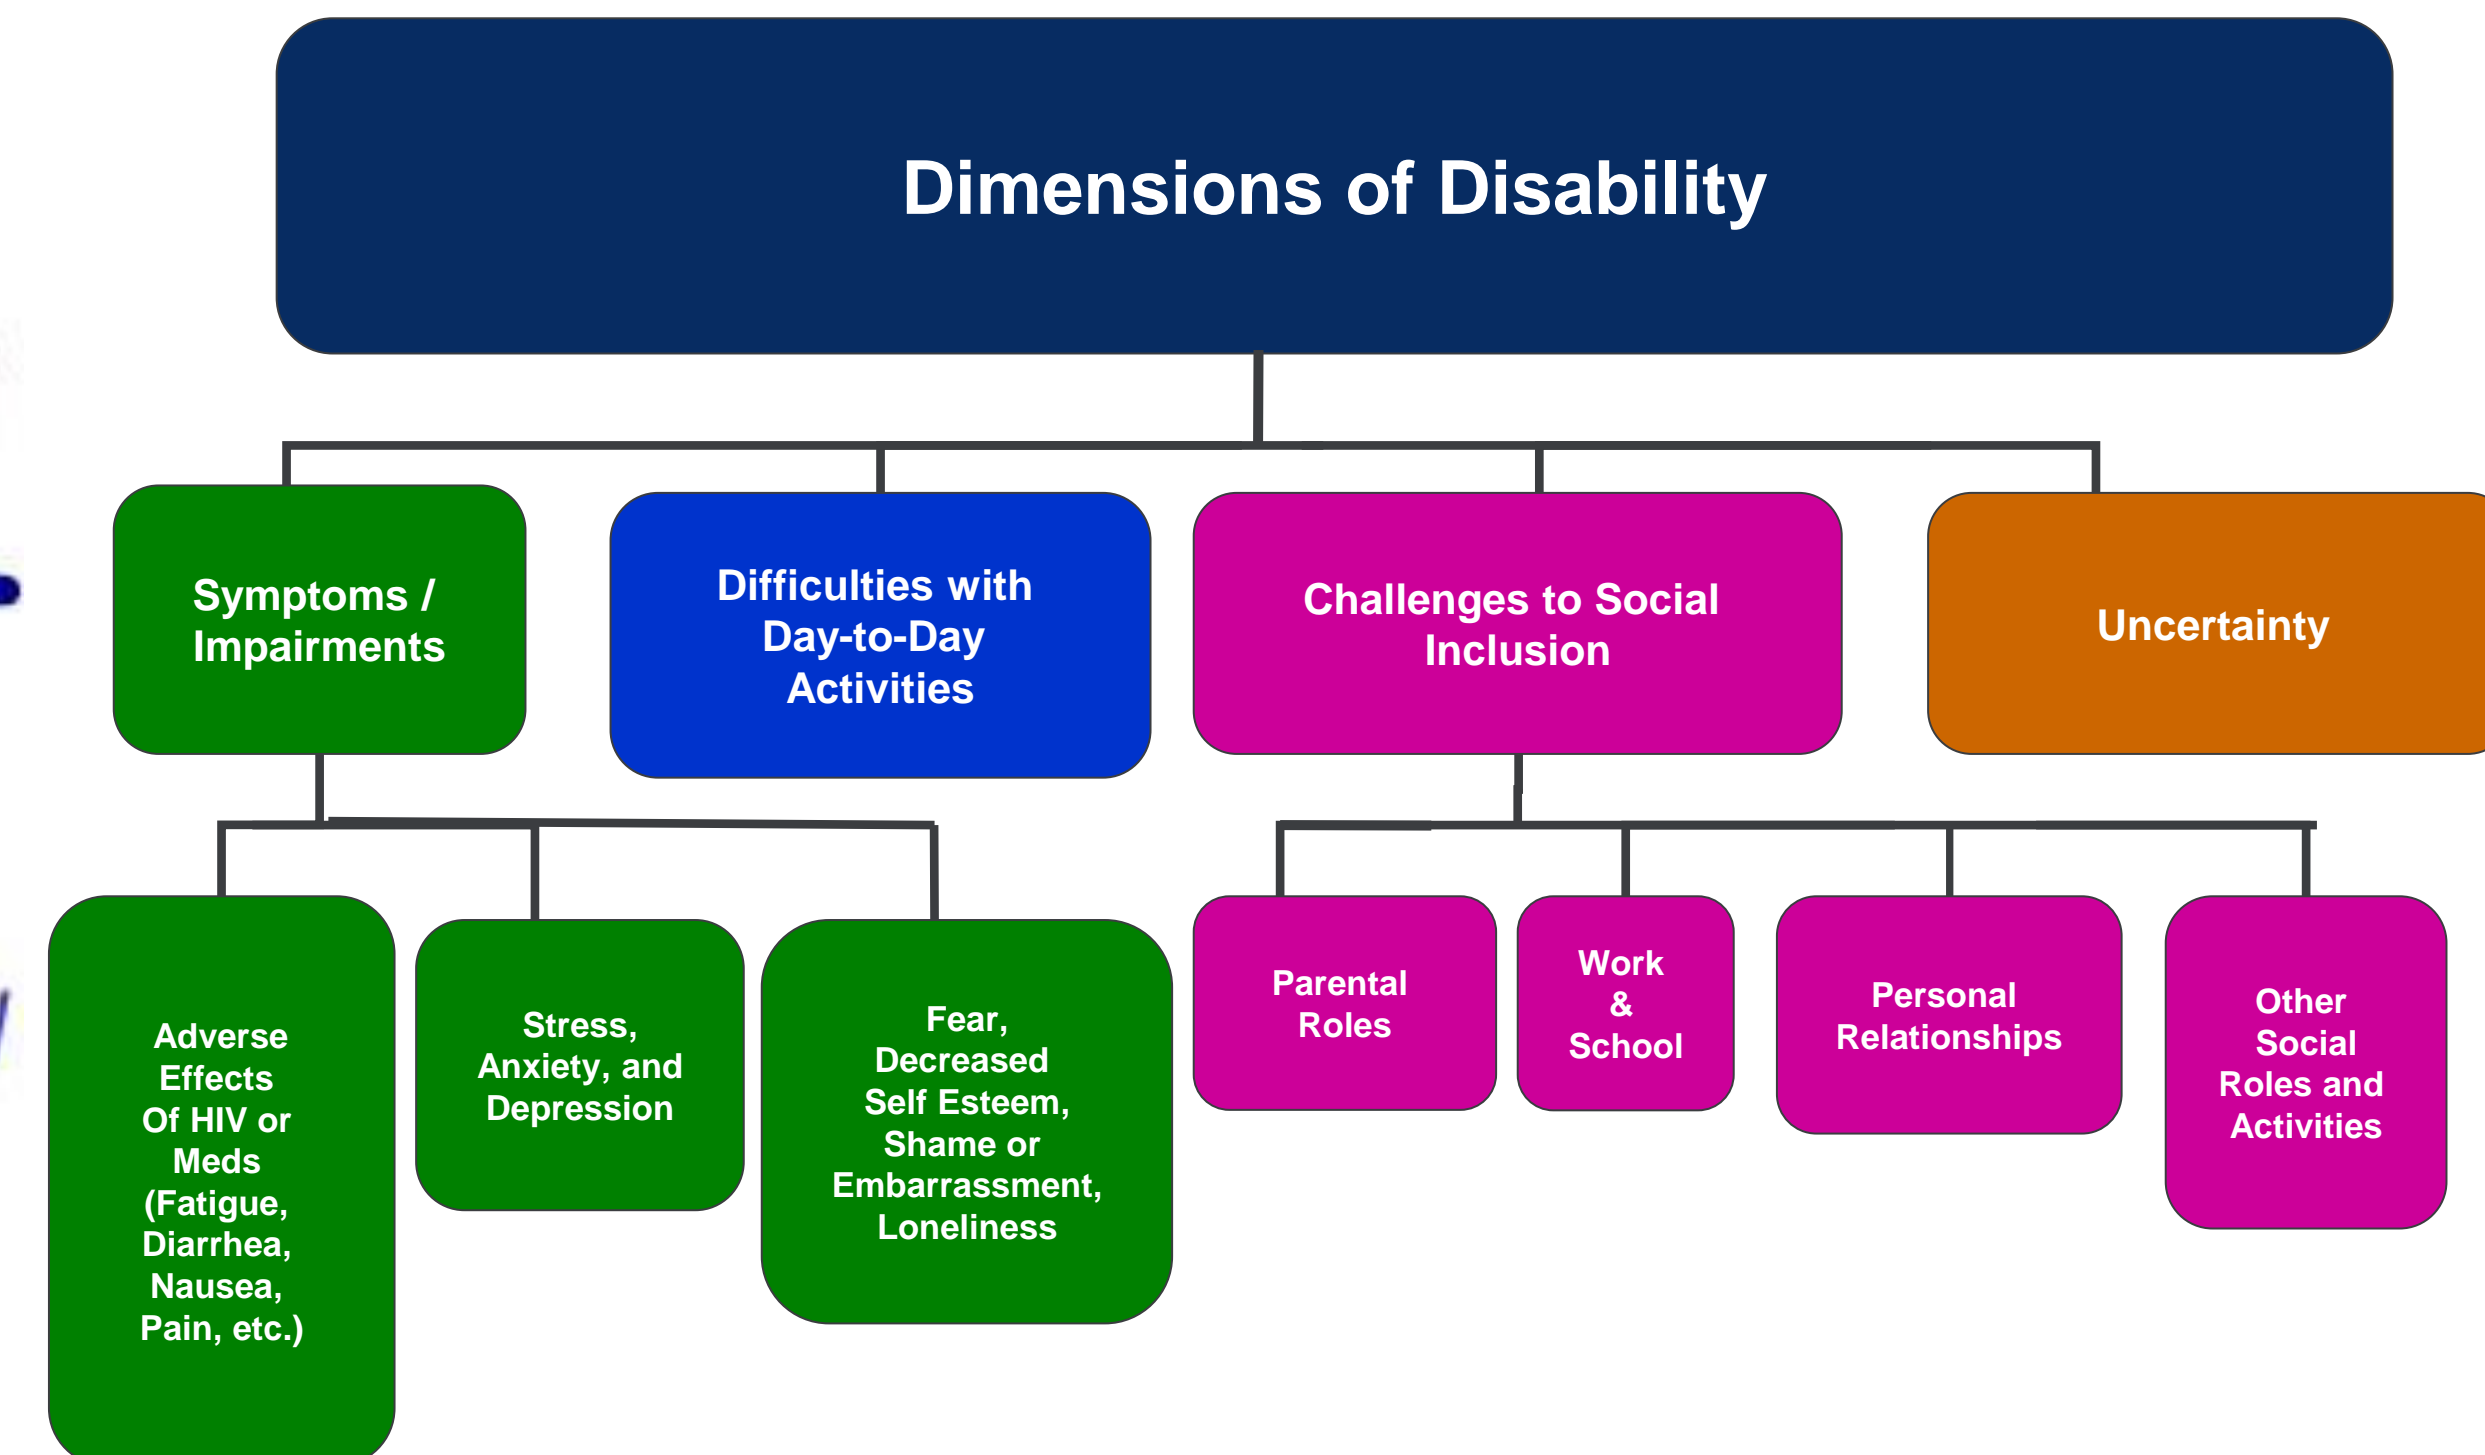 Dimensions of Disability
Symptoms /
Impairments
Difficulties with
Day-to-Day
Activities
Challenges to Social
Inclusion
Uncertainty
Adverse
Effects
Of HIV or
Meds
(Fatigue,
Diarrhea,
Nausea,
Pain, etc.)
Stress,
Anxiety, and
Depression
Fear,
Decreased
Self Esteem,
Shame or
Embarrassment,
Loneliness
Parental
Roles
Work
&
School
Personal
Relationships
Other
Social
Roles and
Activities